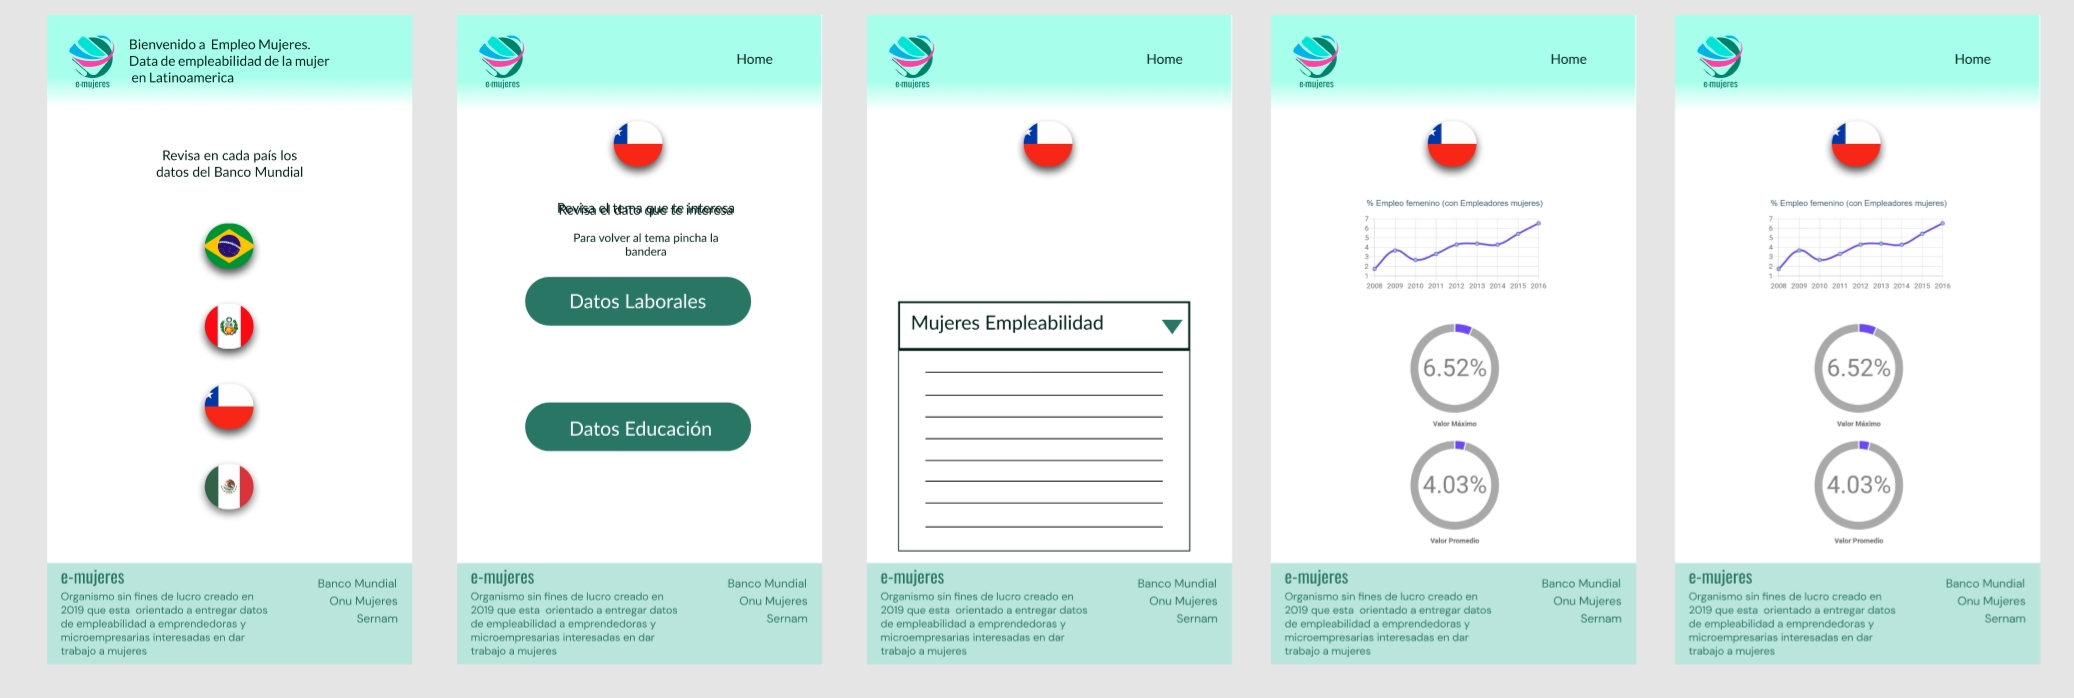 e-mujeres
Bienvenido a Empleo Mujeres.
Data de empleabilidad de la mujer
en Latinoamerica
Revisa en cada país los
datos del Banco Mundial
e-mujeres
Organismo sin fines de lucro creado en
2019 que esta orientado a entregar datos
de empleabilidad a emprendedoras y
microempresarias interesadas en dar
trabajo a mujeres
Banco Mundial
Onu Mujeres
Sernam
e-mujeres
Home
Revisa el tema que te interesa
Revisa el dato que te interesa
Para volver al tema pincha la
bandera
Datos Laborales
Datos Educación
e-mujeres
Organismo sin fines de lucro creado en
2019 que esta orientado a entregar datos
de empleabilidad a emprendedoras y
microempresarias interesadas en dar
trabajo a mujeres
Banco Mundial
Onu Mujeres
Sernam
e-mujeres
Home
Mujeres Empleabilidad
e-mujeres
Organismo sin fines de lucro creado en
2019 que esta orientado a entregar datos
de empleabilidad a emprendedoras y
microempresarias interesadas en dar
trabajo a mujeres
Banco Mundial
Onu Mujeres
Sernam
e-mujeres
Home
% Empleo femenino (con Empleadores mujeres)
7
6
5
4
3
2
1
2008 2009 2010 2011 2012 2013 2014 2015 2016
6.52%
Valor Máximo
4.03%
Valor Promedio
e-mujeres
Organismo sin fines de lucro creado en
2019 que esta orientado a entregar datos
de empleabilidad a emprendedoras y
microempresarias interesadas en dar
trabajo a mujeres
Banco Mundial
Onu Mujeres
Sernam
e-mujeres
Home
% Empleo femenino (con Empleadores mujeres)
7
6
5
4
3
2
1
2008 2009 2010 2011 2012 2013 2014 2015 2016
6.52%
Valor Máximo
4.03%
Valor Promedio
e-mujeres
Organismo sin fines de lucro creado en
2019 que esta orientado a entregar datos
de empleabilidad a emprendedoras y
microempresarias interesadas en dar
trabajo a mujeres
Banco Mundial
Onu Mujeres
Sernam